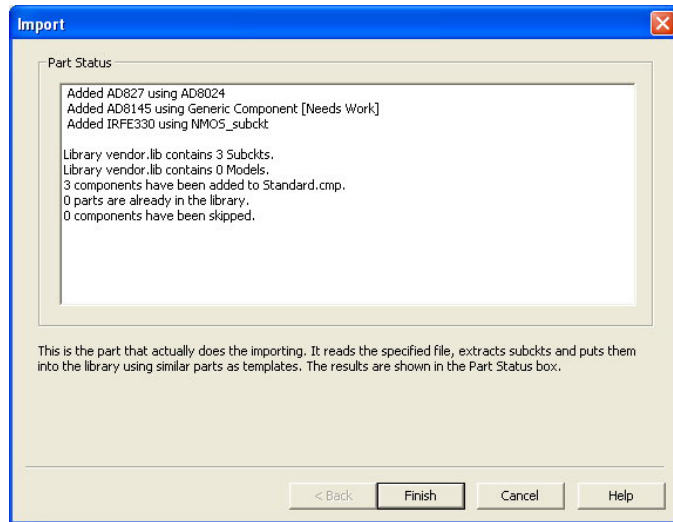 Import
Part Status
Added AD827 using AD8024
Added AD8145 using Generic Component [Needs Work]
Added IRFE330 using NMOS_subckt
Library vendor.lib contains 3 Subckts.
Library vendor.lib contains 0 Models.
3 components have been added to Standard.cmp.
0 parts are already in the library.
0 components have been skipped.
This is the part that actually does the importing. It reads the specified file, extracts subckts and puts them
into the library using similar parts as templates. The results are shown in the Part Status box.
< Back
Finish
Cancel
Help